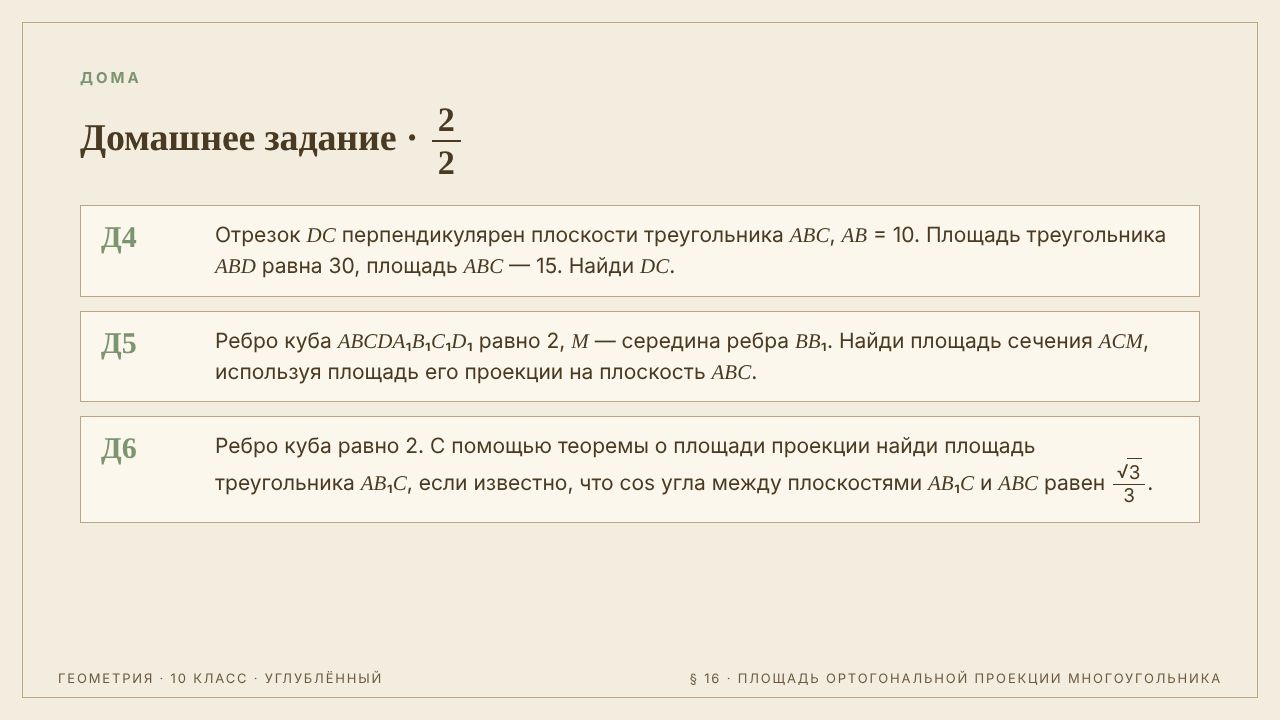 ДОМА
Домашнее задание · 2/2
Д4
Отрезок DC перпендикулярен плоскости треугольника ABC, AB = 10. Площадь треугольника
ABD равна 30, площадь ABC — 15. Найди DC.
Д5
Ребро куба ABCDA₁B₁C₁D₁ равно 2, M — середина ребра BB₁. Найди площадь сечения ACM,
используя площадь его проекции на плоскость ABC.
Д6
Ребро куба равно 2. С помощью теоремы о площади проекции найди площадь
треугольника AB₁C, если известно, что cos угла между плоскостями AB₁C и ABC равен √3/3.
ГЕОМЕТРИЯ · 10 КЛАСС · УГЛУБЛЁННЫЙ
§ 16 · ПЛОЩАДЬ ОРТОГОНАЛЬНОЙ ПРОЕКЦИИ МНОГОУГОЛЬНИКА